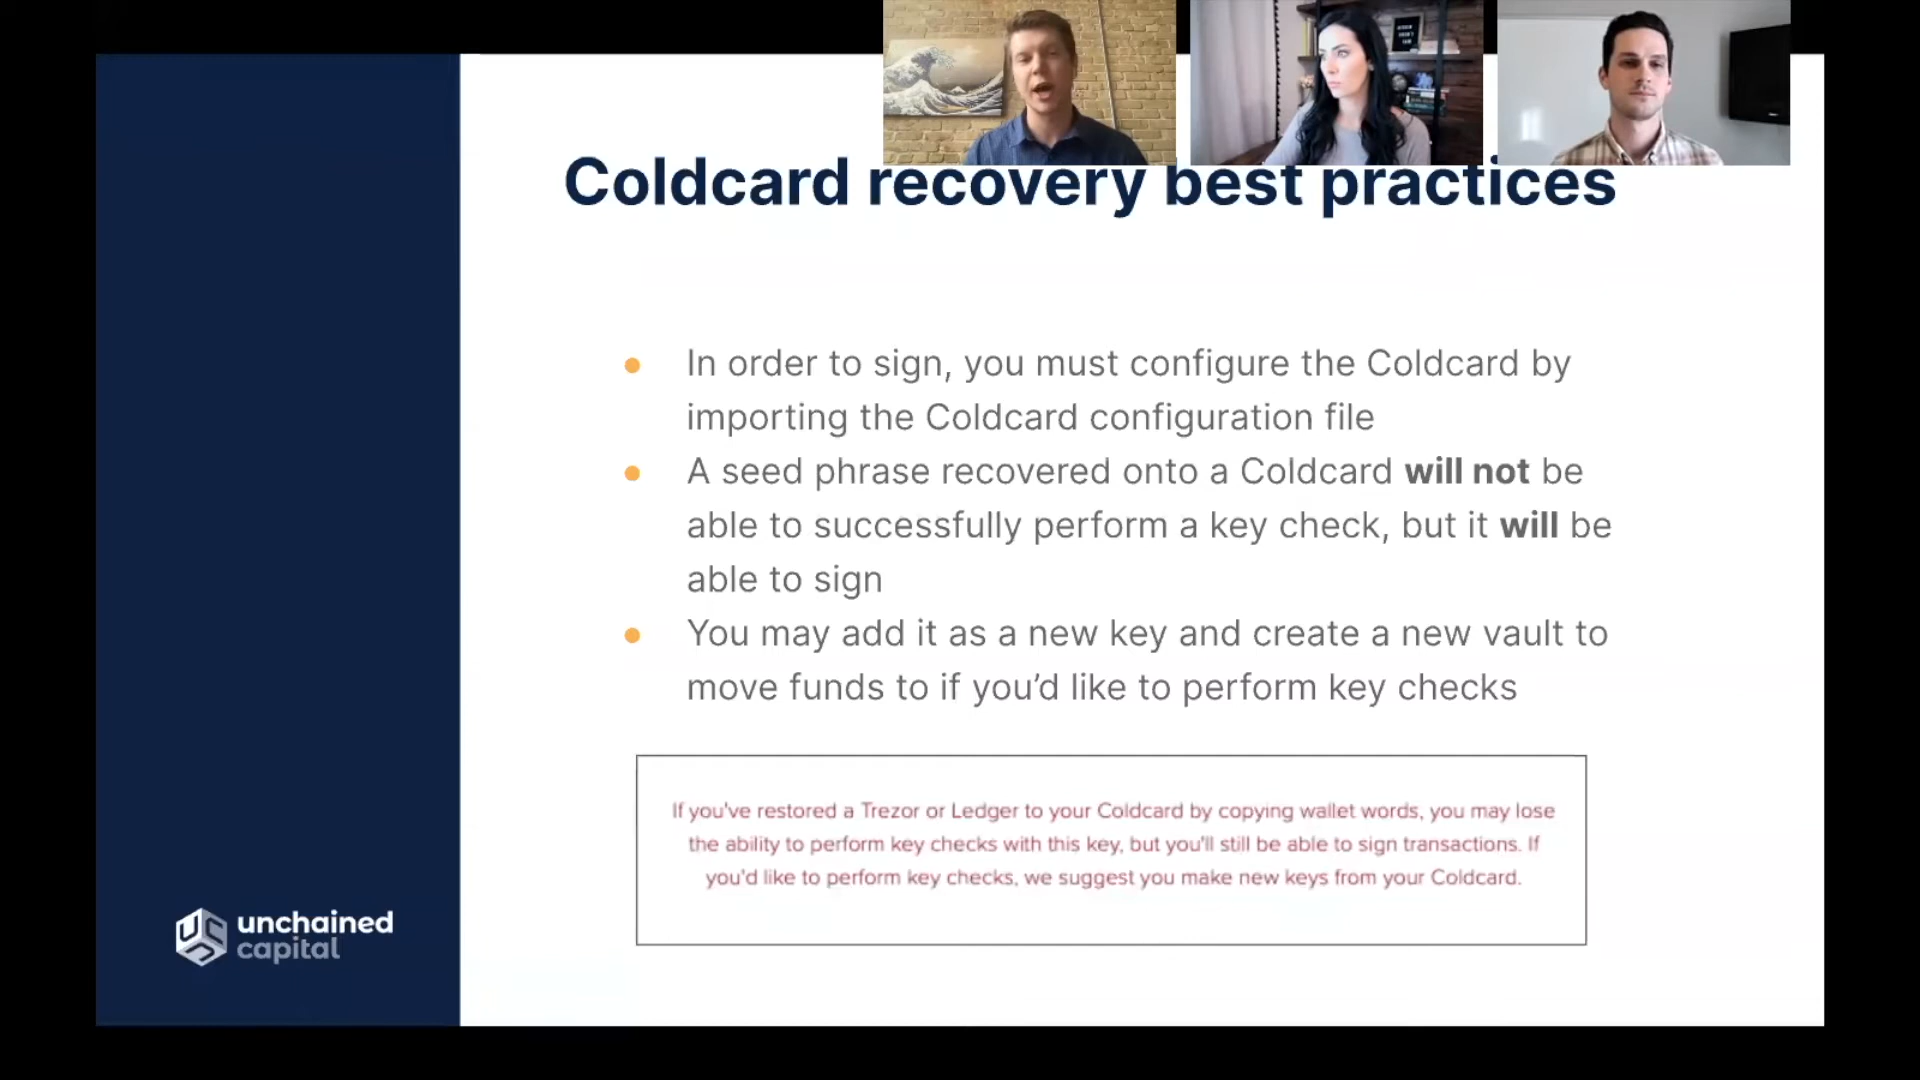 Coldcard recovery best practices
In order to sign, you must configure the Coldcard by
importing the Coldcard configuration file
A seed phrase recovered onto a Coldcard will not be
able to successfully perform a key check, but it will be
able to sign
You may add it as a new key and create a new vault to
move funds to if you’d like to perform key checks
If you've restored a Trezor or Ledger to your Coldcard by copying wallet words, you may lose
the ability to perform key checks with this key, but you'll still be able to sign transactions. If
you'd like to perform key checks, we suggest you make new keys from your Coldcard.
unchained
capital